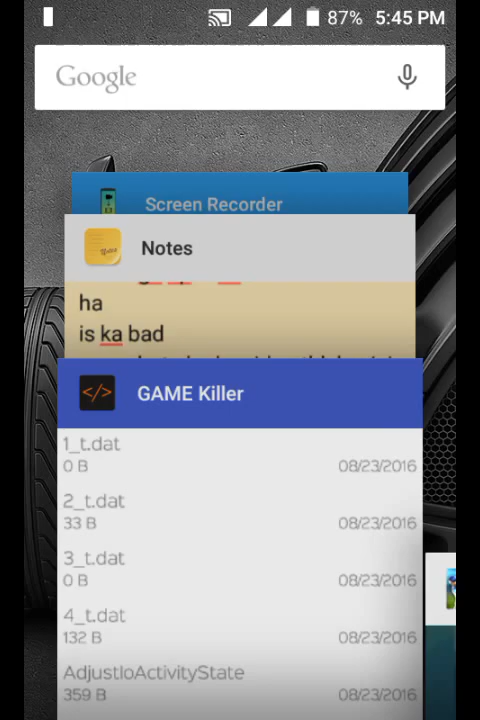 87% 5:45 PM
Google
Screen Recorder
Notes
ha
is ka bad
GAME Killer
1_t.dat
0 B 08/23/2016
2_t.dat
33 B 08/23/2016
3_t.dat
0 B 08/23/2016
4_t.dat
132 B 08/23/2016
AdjustIoActivityState
359 B 08/23/2016